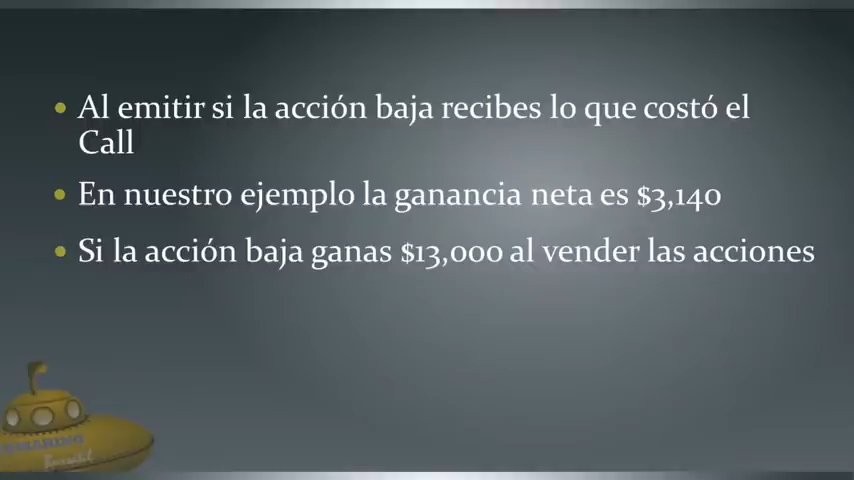 Al emitir si la acción baja recibes lo que costó el
Call
En nuestro ejemplo la ganancia neta es $3,140
Si la acción baja ganas $13,000 al vender las acciones